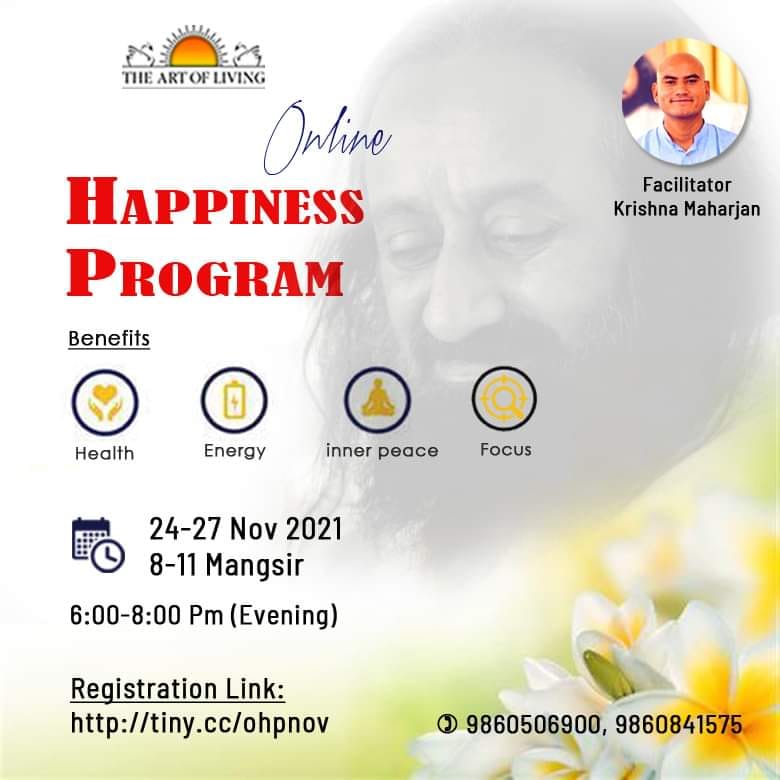 THE ART OF LIVING
Online
HAPPINESS
PROGRAM
Facilitator
Krishna Maharjan
Benefits
Health
Energy
inner peace
Focus
24-27 Nov 2021
8-11 Mangsir
6:00-8:00 Pm (Evening)
Registration Link:
http://tiny.cc/ohpnov
9860506900, 9860841575